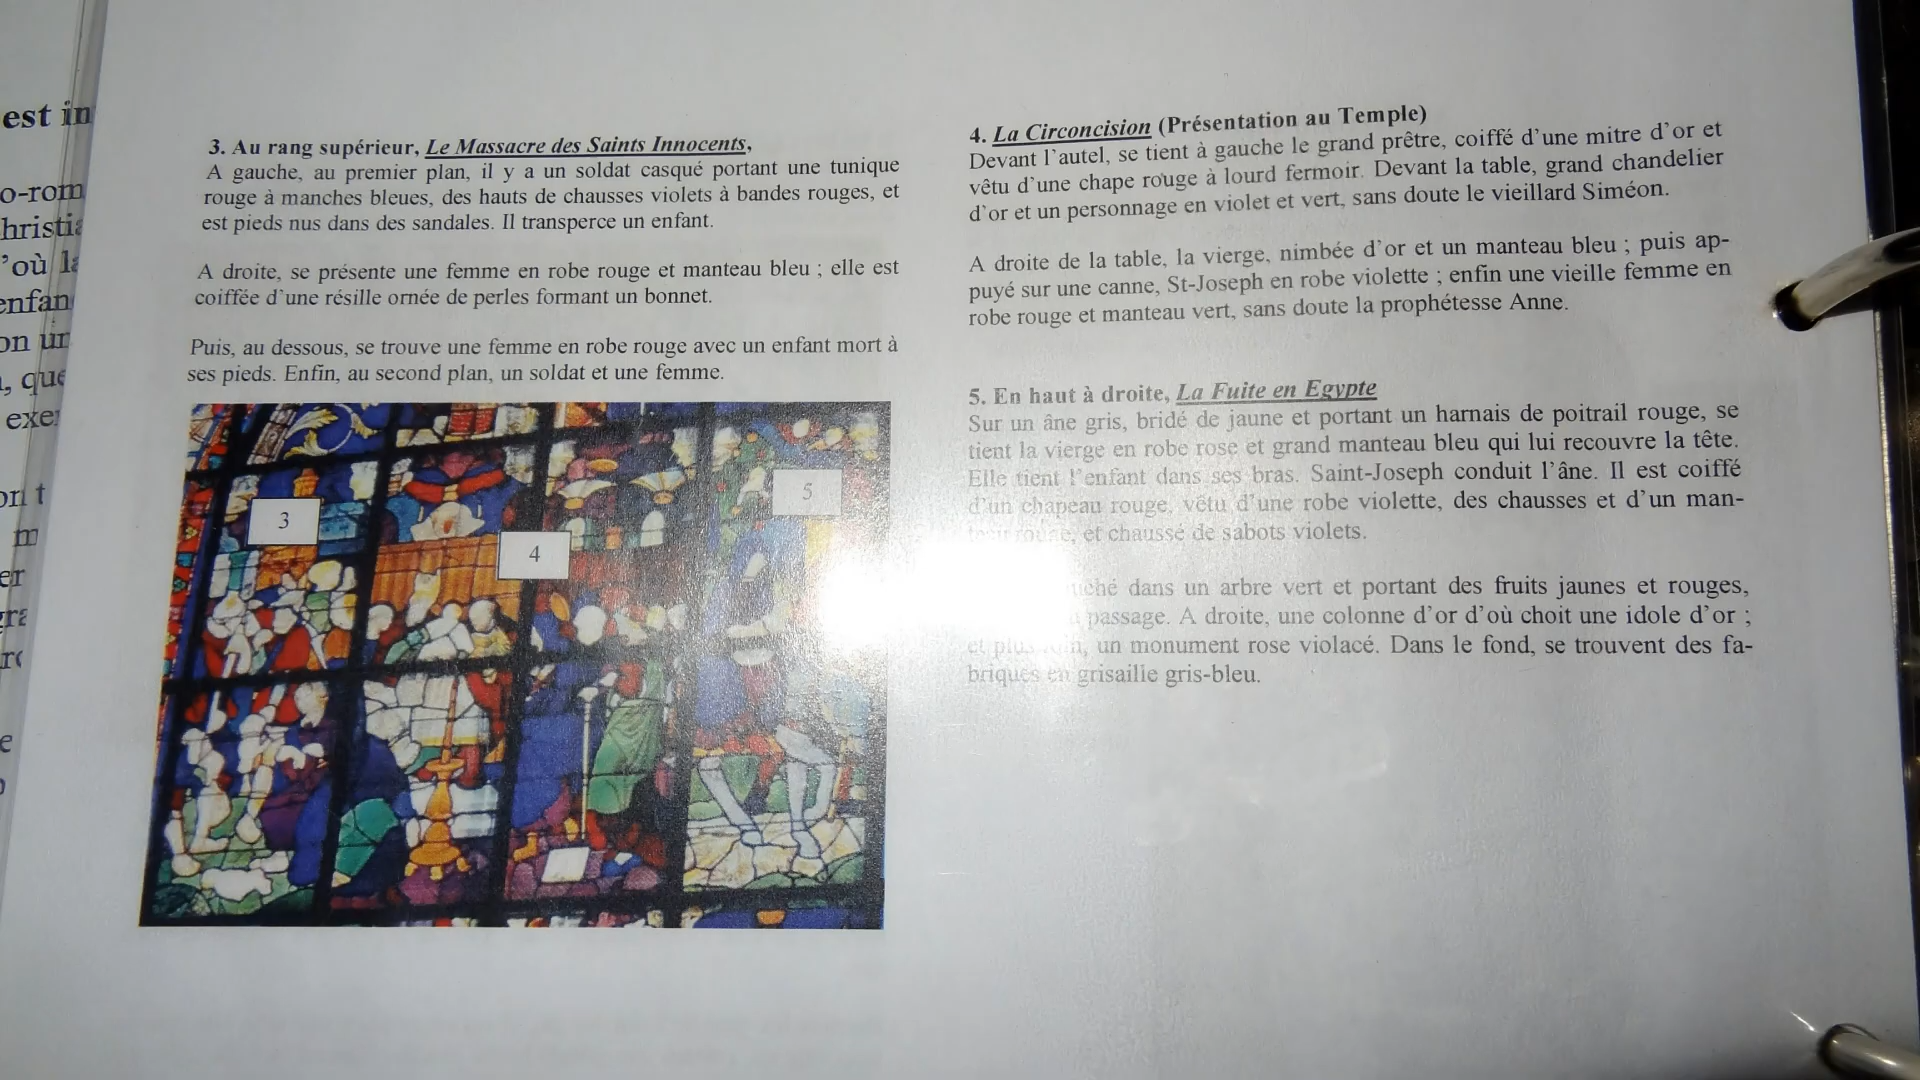 est in
o-rom
hristia
'où la
enfan
on un
, que
exer
on t
m
er
gra
re
e
3. Au rang supérieur, Le Massacre des Saints Innocents,
A gauche, au premier plan, il y a un soldat casqué portant une tunique
rouge à manches bleues, des hauts de chausses violets à bandes rouges, et
est pieds nus dans des sandales. Il transperce un enfant.
A droite, se présente une femme en robe rouge et manteau bleu ; elle est
coiffée d'une résille ornée de perles formant un bonnet.
Puis, au dessous, se trouve une femme en robe rouge avec un enfant mort à
ses pieds. Enfin, au second plan, un soldat et une femme.
3
4
5
4. La Circoncision (Présentation au Temple)
Devant l'autel, se tient à gauche le grand prêtre, coiffé d'une mitre d'or et
vêtu d'une chape rouge à lourd fermoir. Devant la table, grand chandelier
d'or et un personnage en violet et vert, sans doute le vieillard Siméon.
A droite de la table, la vierge, nimbée d'or et un manteau bleu ; puis ap-
puyé sur une canne, St-Joseph en robe violette ; enfin une vieille femme en
robe rouge et manteau vert, sans doute la prophétesse Anne.
5. En haut à droite, La Fuite en Egypte
Sur un âne gris, bridé de jaune et portant un harnais de poitrail rouge, se
tient la vierge en robe rose et grand manteau bleu qui lui recouvre la tête.
Elle tient l'enfant dans ses bras. Saint-Joseph conduit l'âne. Il est coiffé
d'un chapeau rouge, vêtu d'une robe violette, des chausses et d'un man-
rouge, et chaussé de sabots violets.
dans un arbre vert et portant des fruits jaunes et rouges,
passage. A droite, une colonne d'or d'où choit une idole d'or ;
et plus un monument rose violacé. Dans le fond, se trouvent des fa-
briques en grisaille gris-bleu.